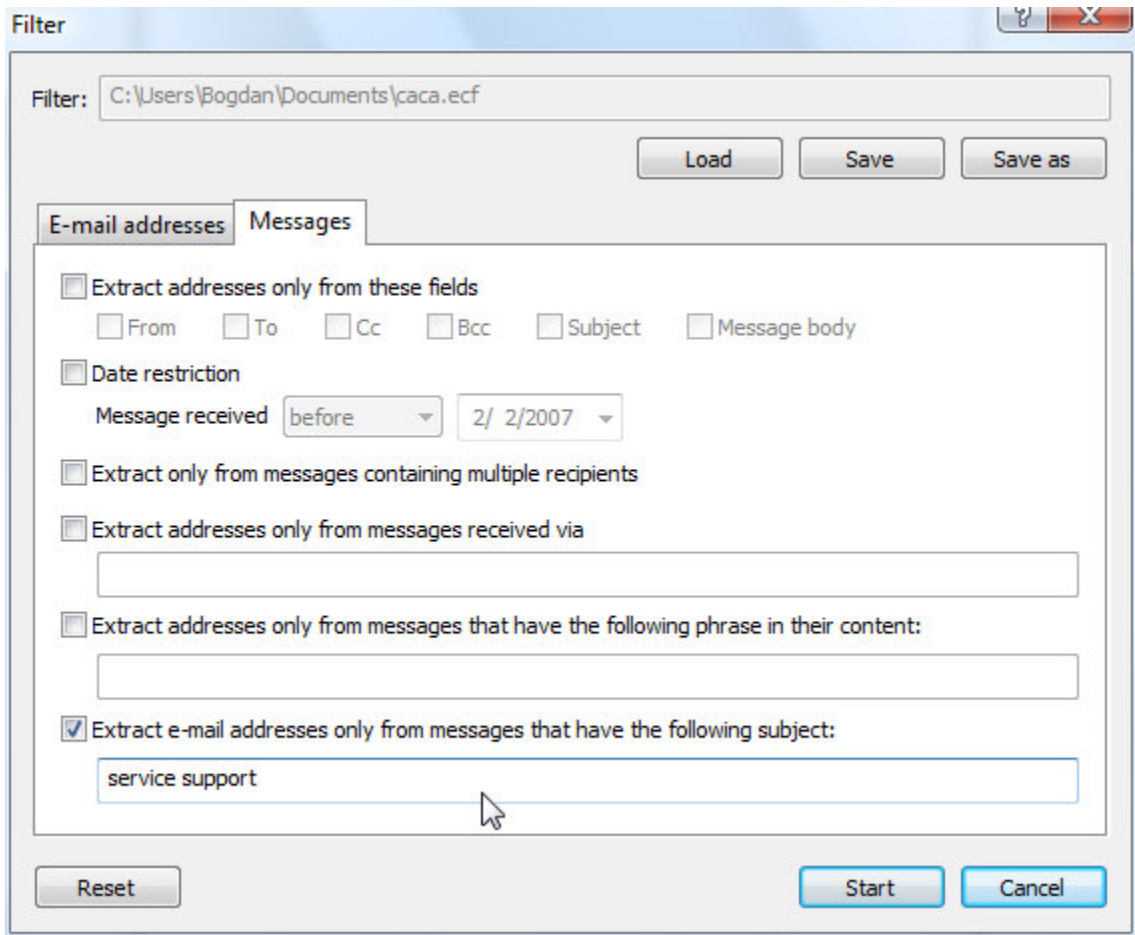 Filter
?
X
Filter: C:\Users\Bogdan\Documents\caca.ecf
Load Save Save as
E-mail addresses Messages
Extract addresses only from these fields
From To Cc Bcc Subject Message body
Date restriction
Message received before 2/ 2/2007
Extract only from messages containing multiple recipients
Extract addresses only from messages received via
Extract addresses only from messages that have the following phrase in their content:
Extract e-mail addresses only from messages that have the following subject:
service support
Reset Start Cancel